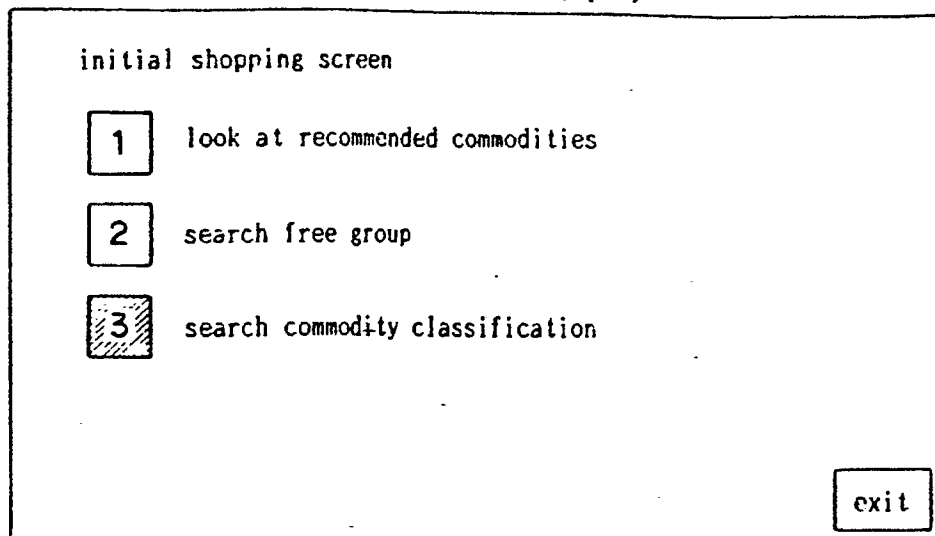 initial shopping screen
1 look at recommended commodities
2 search free group
3 search commodity classification
exit